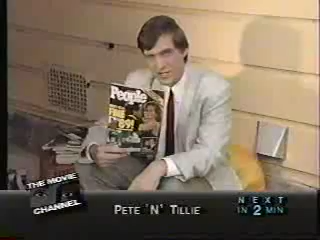 People
THE MOVIE
CHANNEL
PETE 'N' TILLIE
NEXT
IN 2 MIN